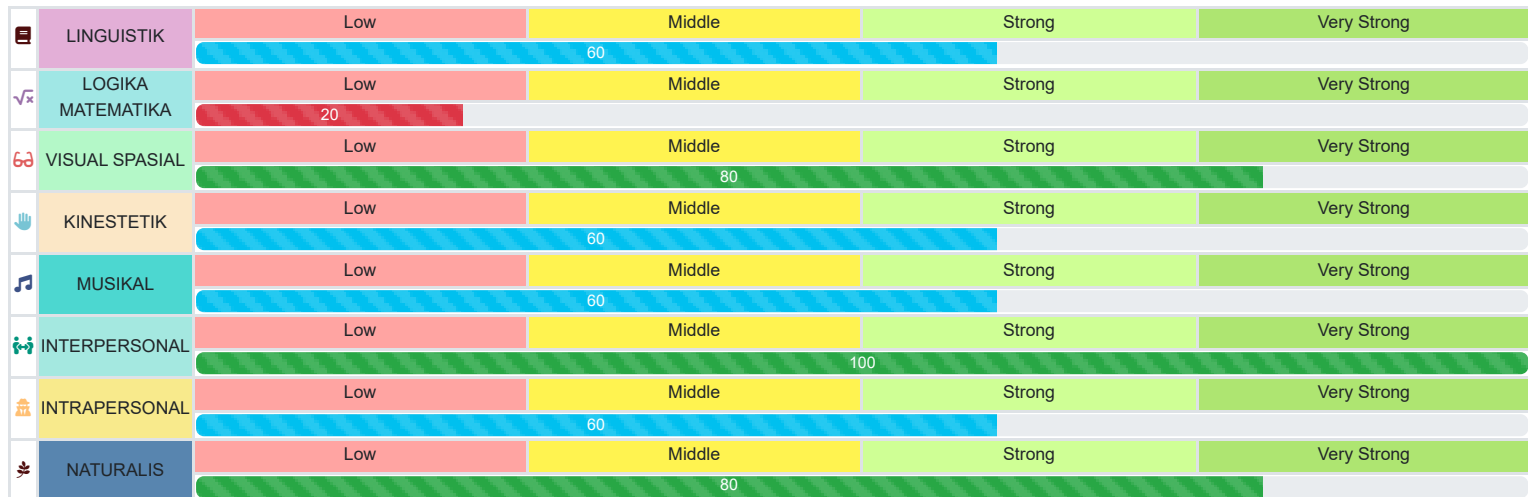 Low Middle Strong Very Strong
LINGUISTIK
60
Low Middle Strong Very Strong
LOGIKA
MATEMATIKA
20
Low Middle Strong Very Strong
VISUAL SPASIAL
80
Low Middle Strong Very Strong
KINESTETIK
60
Low Middle Strong Very Strong
MUSIKAL
60
Low Middle Strong Very Strong
INTERPERSONAL
100
Low Middle Strong Very Strong
INTRAPERSONAL
60
Low Middle Strong Very Strong
NATURALIS
80